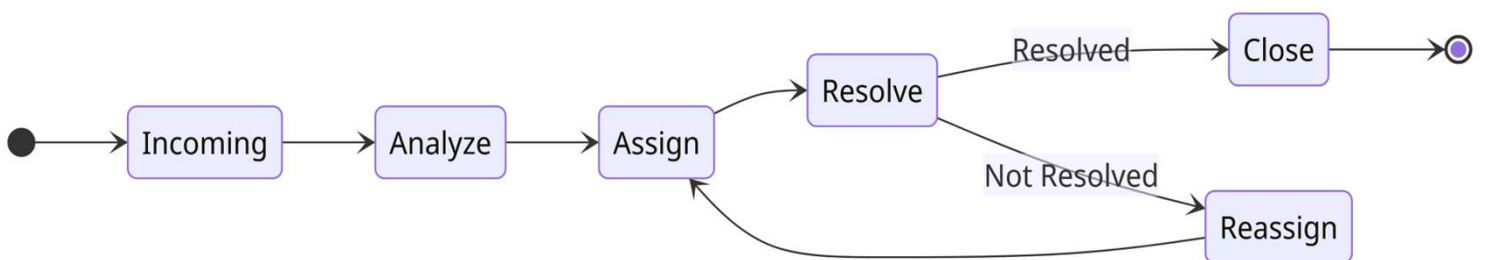 Incoming
Analyze
Assign
Resolve
Resolved
Not Resolved
Close
Reassign